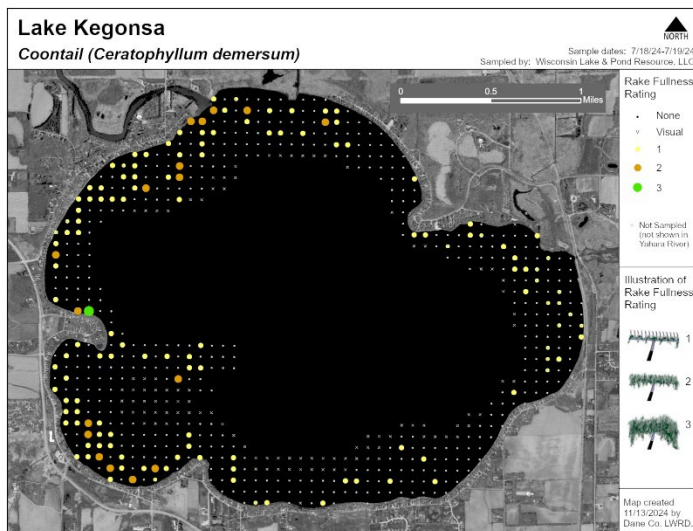 Lake Kegonsa
Coontail (Ceratophyllum demersum)
NORTH
Sample dates: 7/18/24-7/19/24
Sampled by: Wisconsin Lake & Pond Resource, LLC
0 0.5 1
Miles
Rake Fullness
Rating
None
Visual
1
2
3
Not Sampled
(not shown in
Yahara River)
Illustration of
Rake Fullness
Rating
1
2
3
Map created
11/13/2024 by
Dane Co. LWRD.